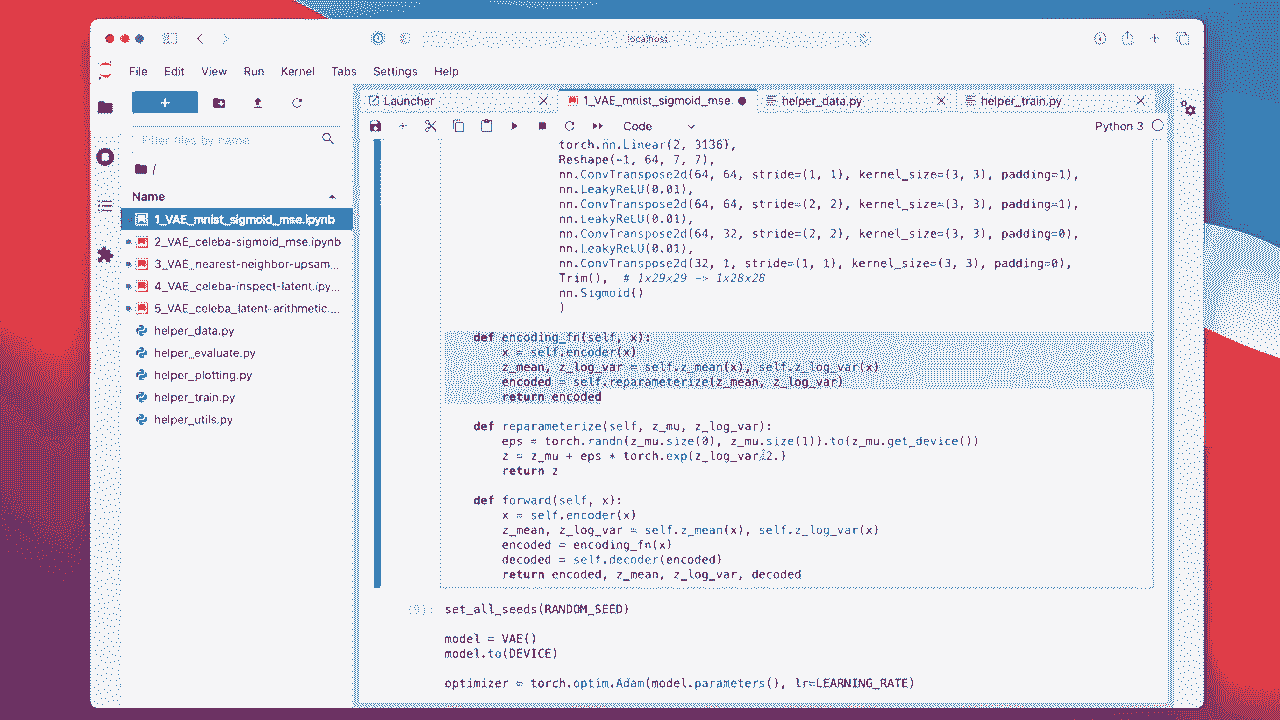 localhost
File Edit View Run Kernel Tabs Settings Help
Launcher
1_VAE_mnist_sigmoid_mse
helper_data.py
helper_train.py
Code
Python 3
Filter files by name
/
Name
1_VAE_mnist_sigmoid_mse.ipynb
2_VAE_celeba-sigmoid_mse.ipynb
3_VAE_nearest-neighbor-upsam...
4_VAE_celeba-inspect-latent.ipy...
5_VAE_celeba_latent-arithmetic....
helper_data.py
helper_evaluate.py
helper_plotting.py
helper_train.py
helper_utils.py
torch.nn.Linear(2, 3136),
Reshape(-1, 64, 7, 7),
nn.ConvTranspose2d(64, 64, stride=(1, 1), kernel_size=(3, 3), padding=1),
nn.LeakyReLU(0.01),
nn.ConvTranspose2d(64, 64, stride=(2, 2), kernel_size=(3, 3), padding=1),
nn.LeakyReLU(0.01),
nn.ConvTranspose2d(64, 32, stride=(2, 2), kernel_size=(3, 3), padding=0),
nn.LeakyReLU(0.01),
nn.ConvTranspose2d(32, 1, stride=(1, 1), kernel_size=(3, 3), padding=0),
Trim(), # 1x29x29 -> 1x28x28
nn.Sigmoid()
)
def encoding_fn(self, x):
x = self.encoder(x)
z_mean, z_log_var = self.z_mean(x), self.z_log_var(x)
encoded = self.reparameterize(z_mean, z_log_var)
return encoded
def reparameterize(self, z_mu, z_log_var):
eps = torch.randn(z_mu.size(0), z_mu.size(1)).to(z_mu.get_device())
z = z_mu + eps * torch.exp(z_log_var/2.)
return z
def forward(self, x):
x = self.encoder(x)
z_mean, z_log_var = self.z_mean(x), self.z_log_var(x)
encoded = encoding_fn(x)
decoded = self.decoder(encoded)
return encoded, z_mean, z_log_var, decoded
set_all_seeds(RANDOM_SEED)
model = VAE()
model.to(DEVICE)
optimizer = torch.optim.Adam(model.parameters(), lr=LEARNING_RATE)